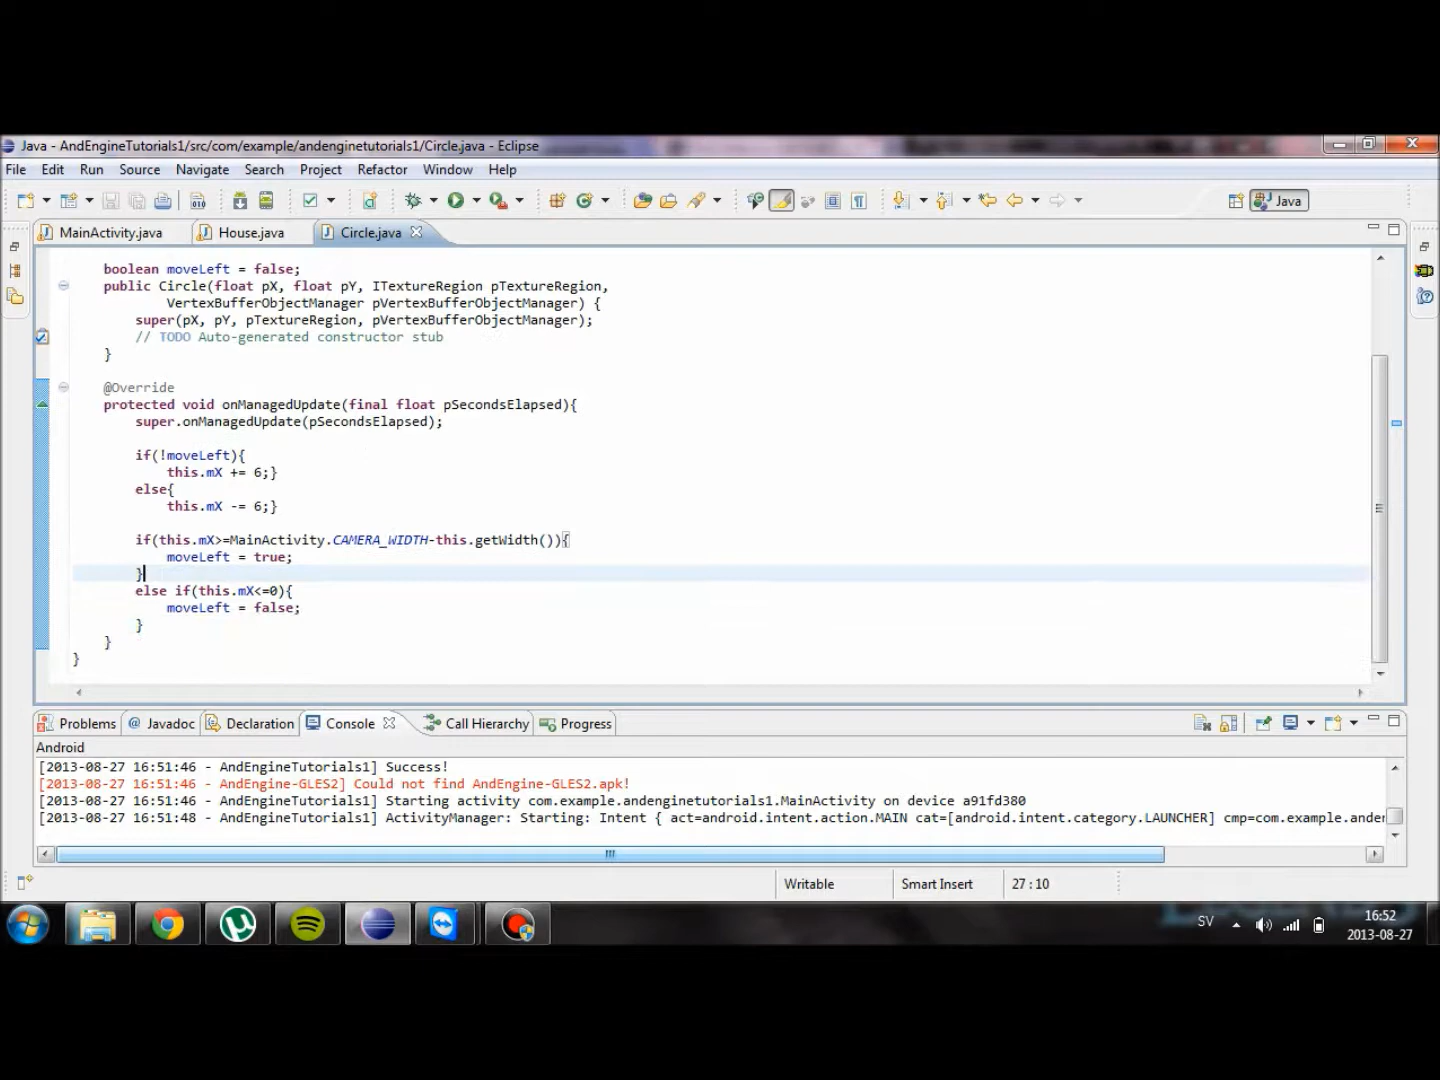 Java - AndEngineTutorials1/src/com/example/andenginetutorials1/Circle.java - Eclipse
File Edit Run Source Navigate Search Project Refactor Window Help
Java
MainActivity.java House.java Circle.java
boolean moveLeft = false;
public Circle(float pX, float pY, ITextureRegion pTextureRegion,
VertexBufferObjectManager pVertexBufferObjectManager) {
super(pX, pY, pTextureRegion, pVertexBufferObjectManager);
// TODO Auto-generated constructor stub
}
@Override
protected void onManagedUpdate(final float pSecondsElapsed){
super.onManagedUpdate(pSecondsElapsed);
if(!moveLeft){
this.mX += 6;}
else{
this.mX -= 6;}
if(this.mX>=MainActivity.CAMERA_WIDTH-this.getWidth()){
moveLeft = true;
}
else if(this.mX<=0){
moveLeft = false;
}
}
}
Problems @ Javadoc Declaration Console Call Hierarchy Progress
Android
[2013-08-27 16:51:46 - AndEngineTutorials1] Success!
[2013-08-27 16:51:46 - AndEngine-GLES2] Could not find AndEngine-GLES2.apk!
[2013-08-27 16:51:46 - AndEngineTutorials1] Starting activity com.example.andenginetutorials1.MainActivity on device a91fd380
[2013-08-27 16:51:48 - AndEngineTutorials1] ActivityManager: Starting: Intent { act=android.intent.action.MAIN cat=[android.intent.category.LAUNCHER] cmp=com.example.anden
Writable Smart Insert 27 : 10
SV 16:52
2013-08-27